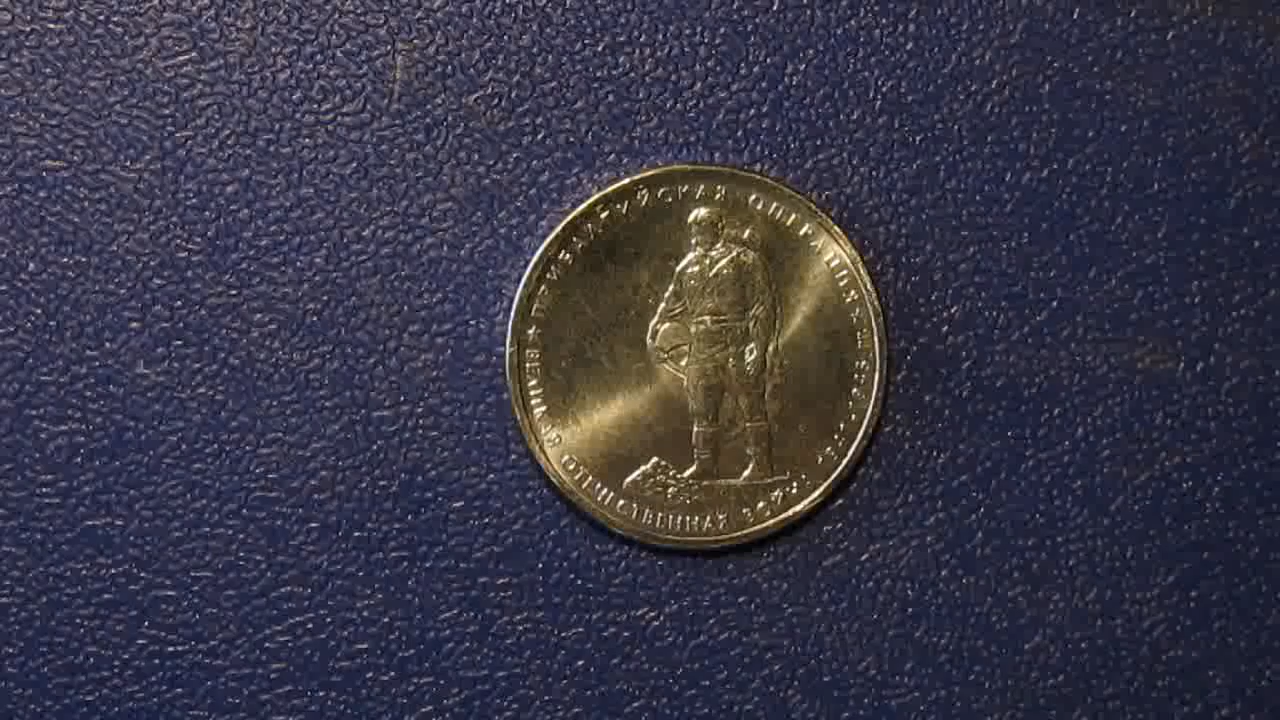 ПРИБАЛТИЙСКАЯ ОПЕРАЦИЯ
ВЕЛИКАЯ ОТЕЧЕСТВЕННАЯ ВОЙНА